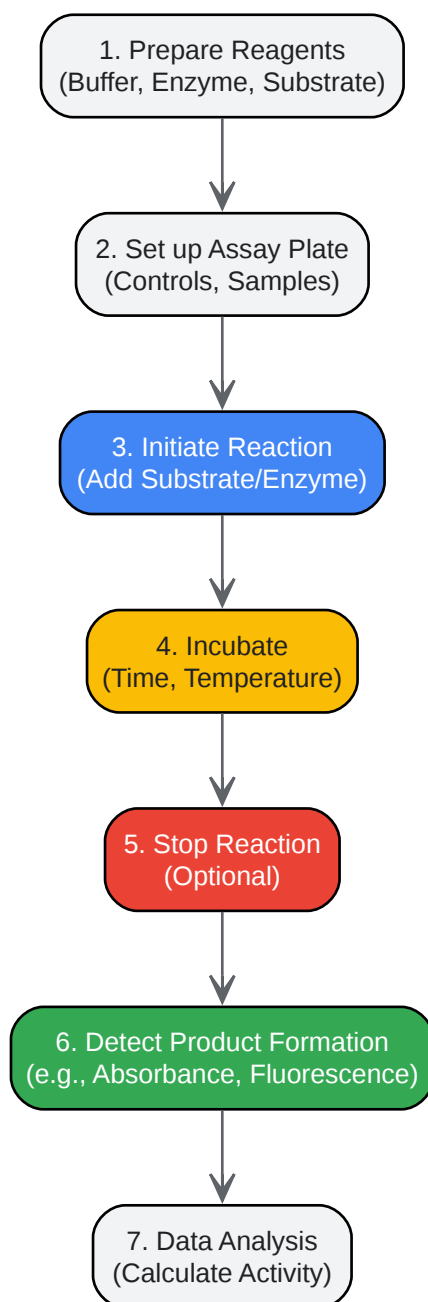 1. Prepare Reagents
(Buffer, Enzyme, Substrate)
2. Set up Assay Plate
(Controls, Samples)
3. Initiate Reaction
(Add Substrate/Enzyme)
4. Incubate
(Time, Temperature)
5. Stop Reaction
(Optional)
6. Detect Product Formation
(e.g., Absorbance, Fluorescence)
7. Data Analysis
(Calculate Activity)